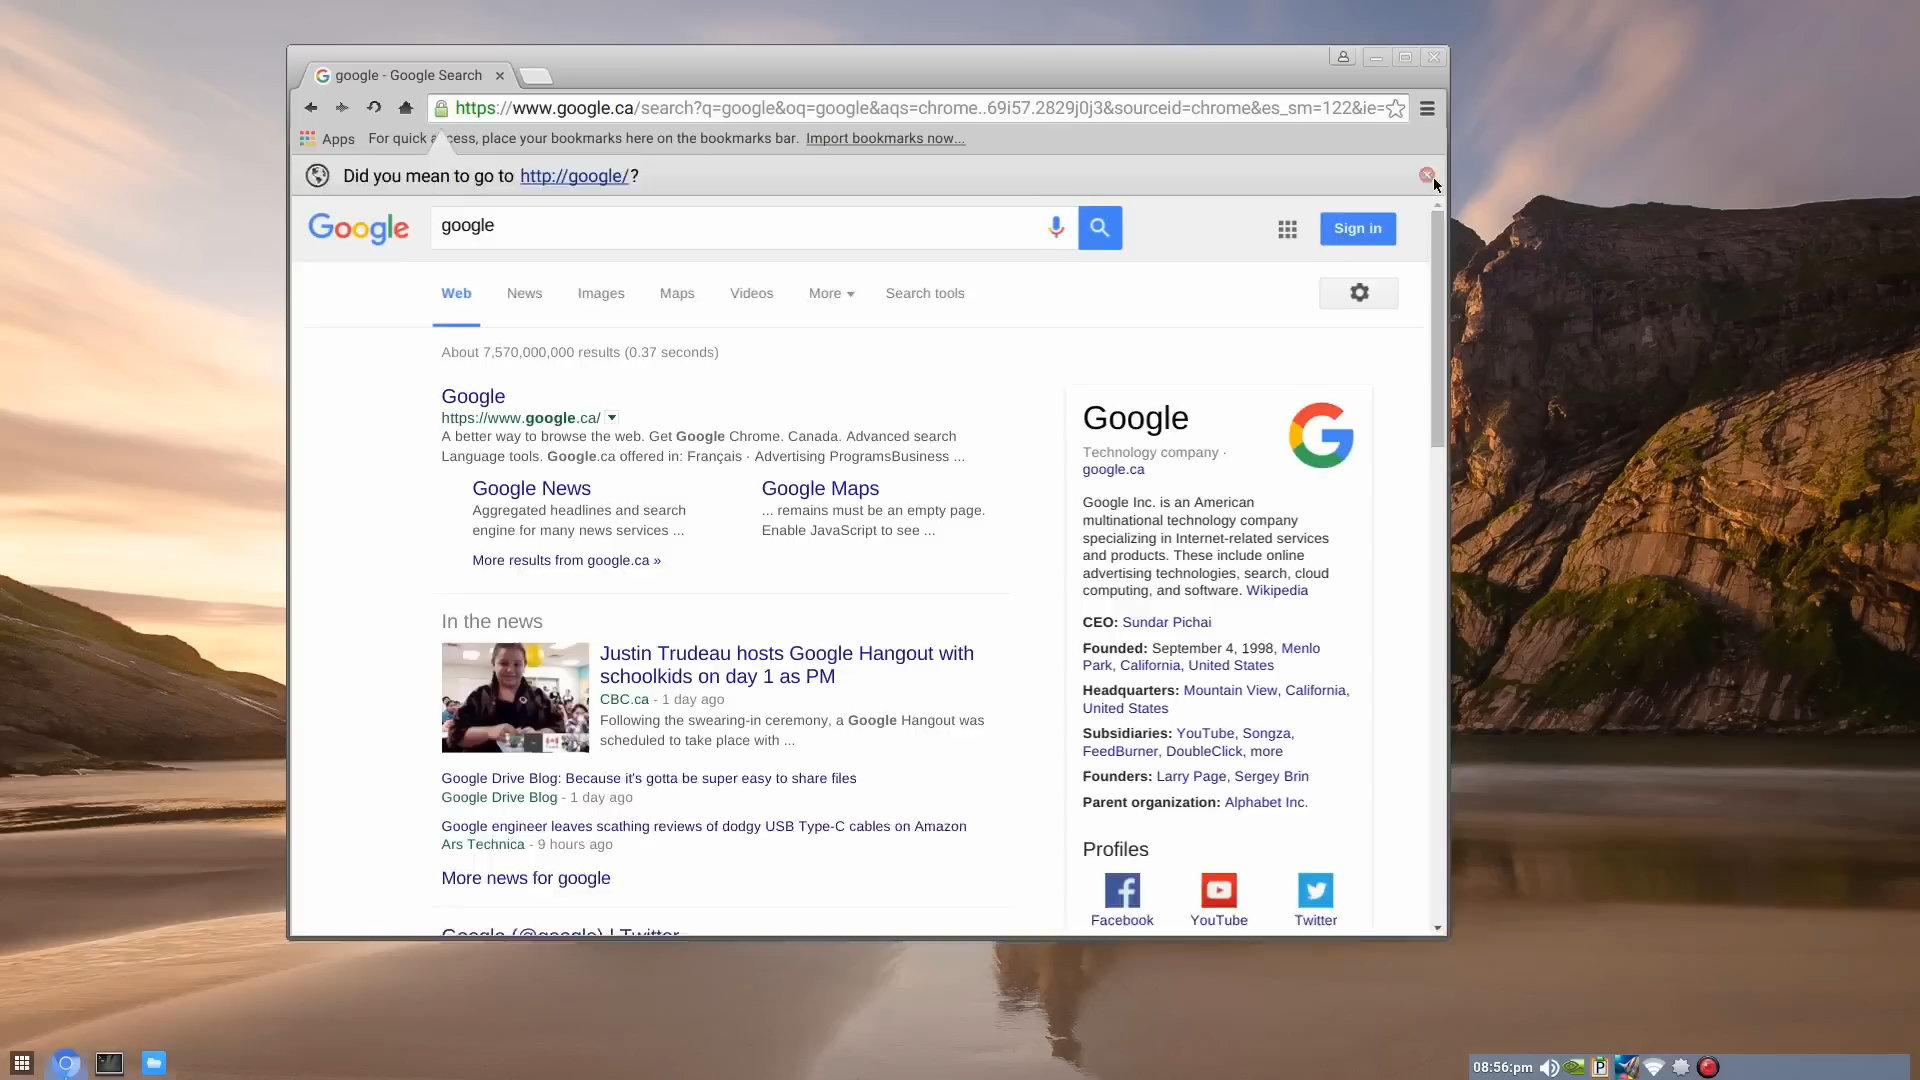 google - Google Search
https://www.google.ca/search?q=google&oq=google&aqs=chrome..69i57.2829j0j3&sourceid=chrome&es_sm=122&ie=
Apps For quick access, place your bookmarks here on the bookmarks bar. Import bookmarks now...
Did you mean to go to http://google/?
Google google Sign in
Web News Images Maps Videos More Search tools
About 7,570,000,000 results (0.37 seconds)
Google
https://www.google.ca/
A better way to browse the web. Get Google Chrome. Canada. Advanced search
Language tools. Google.ca offered in: Français · Advertising ProgramsBusiness ...
Google News
Aggregated headlines and search
engine for many news services ...
Google Maps
... remains must be an empty page.
Enable JavaScript to see ...
More results from google.ca »
In the news
Justin Trudeau hosts Google Hangout with
schoolkids on day 1 as PM
CBC.ca - 1 day ago
Following the swearing-in ceremony, a Google Hangout was
scheduled to take place with ...
Google Drive Blog: Because it's gotta be super easy to share files
Google Drive Blog - 1 day ago
Google engineer leaves scathing reviews of dodgy USB Type-C cables on Amazon
Ars Technica - 9 hours ago
More news for google
Google (@google) | Twitter
Google
Technology company ·
google.ca
Google Inc. is an American
multinational technology company
specializing in Internet-related services
and products. These include online
advertising technologies, search, cloud
computing, and software. Wikipedia
CEO: Sundar Pichai
Founded: September 4, 1998, Menlo
Park, California, United States
Headquarters: Mountain View, California,
United States
Subsidiaries: YouTube, Songza,
FeedBurner, DoubleClick, more
Founders: Larry Page, Sergey Brin
Parent organization: Alphabet Inc.
Profiles
Facebook YouTube Twitter
08:56:pm